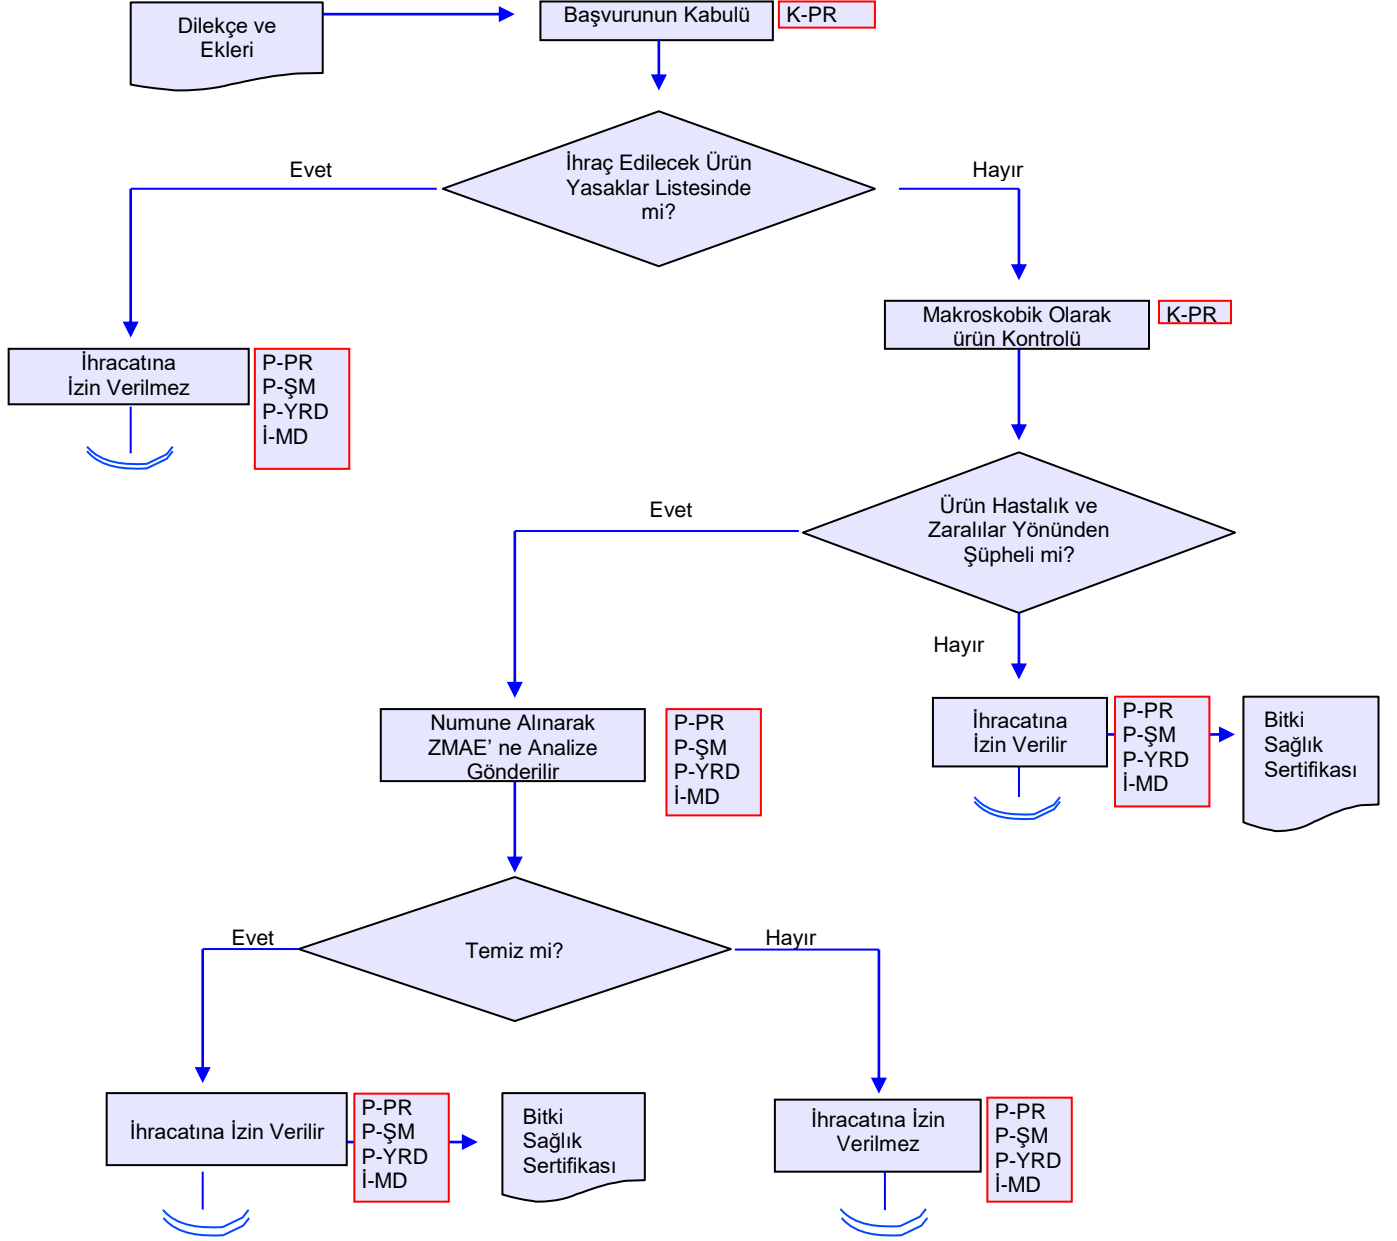 Dilekçe ve
Ekleri
Başvurunun Kabulü
K-PR
İhraç Edilecek Ürün
Yasaklar Listesinde
mi?
Evet
Hayır
Makroskobik Olarak
ürün Kontrolü
K-PR
İhracatına
İzin Verilmez
P-PR
P-ŞM
P-YRD
İ-MD
Ürün Hastalık ve
Zaralılar Yönünden
Şüpheli mi?
Evet
Hayır
Numune Alınarak
ZMAE’ ne Analize
Gönderilir
P-PR
P-ŞM
P-YRD
İ-MD
İhracatına
İzin Verilir
P-PR
P-ŞM
P-YRD
İ-MD
Bitki
Sağlık
Sertifikası
Temiz mi?
Evet
Hayır
İhracatına İzin Verilir
P-PR
P-ŞM
P-YRD
İ-MD
Bitki
Sağlık
Sertifikası
İhracatına İzin
Verilmez
P-PR
P-ŞM
P-YRD
İ-MD